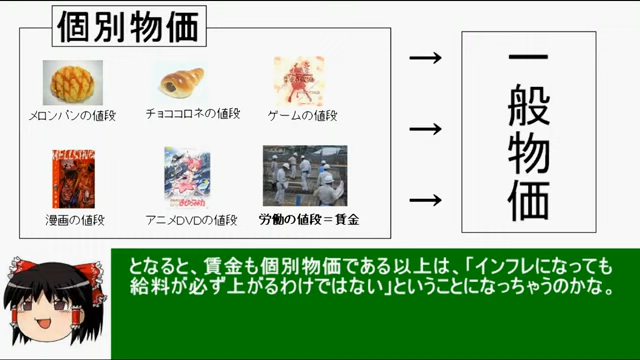 個別物価
メロンパンの値段
チョココロネの値段
ゲームの値段
漫画の値段
アニメDVDの値段
労働の値段＝賃金
→
→
→
一般物価
HELLSING
となると、賃金も個別物価である以上は、「インフレになっても
給料が必ず上がるわけではない」ということになっちゃうのかな。